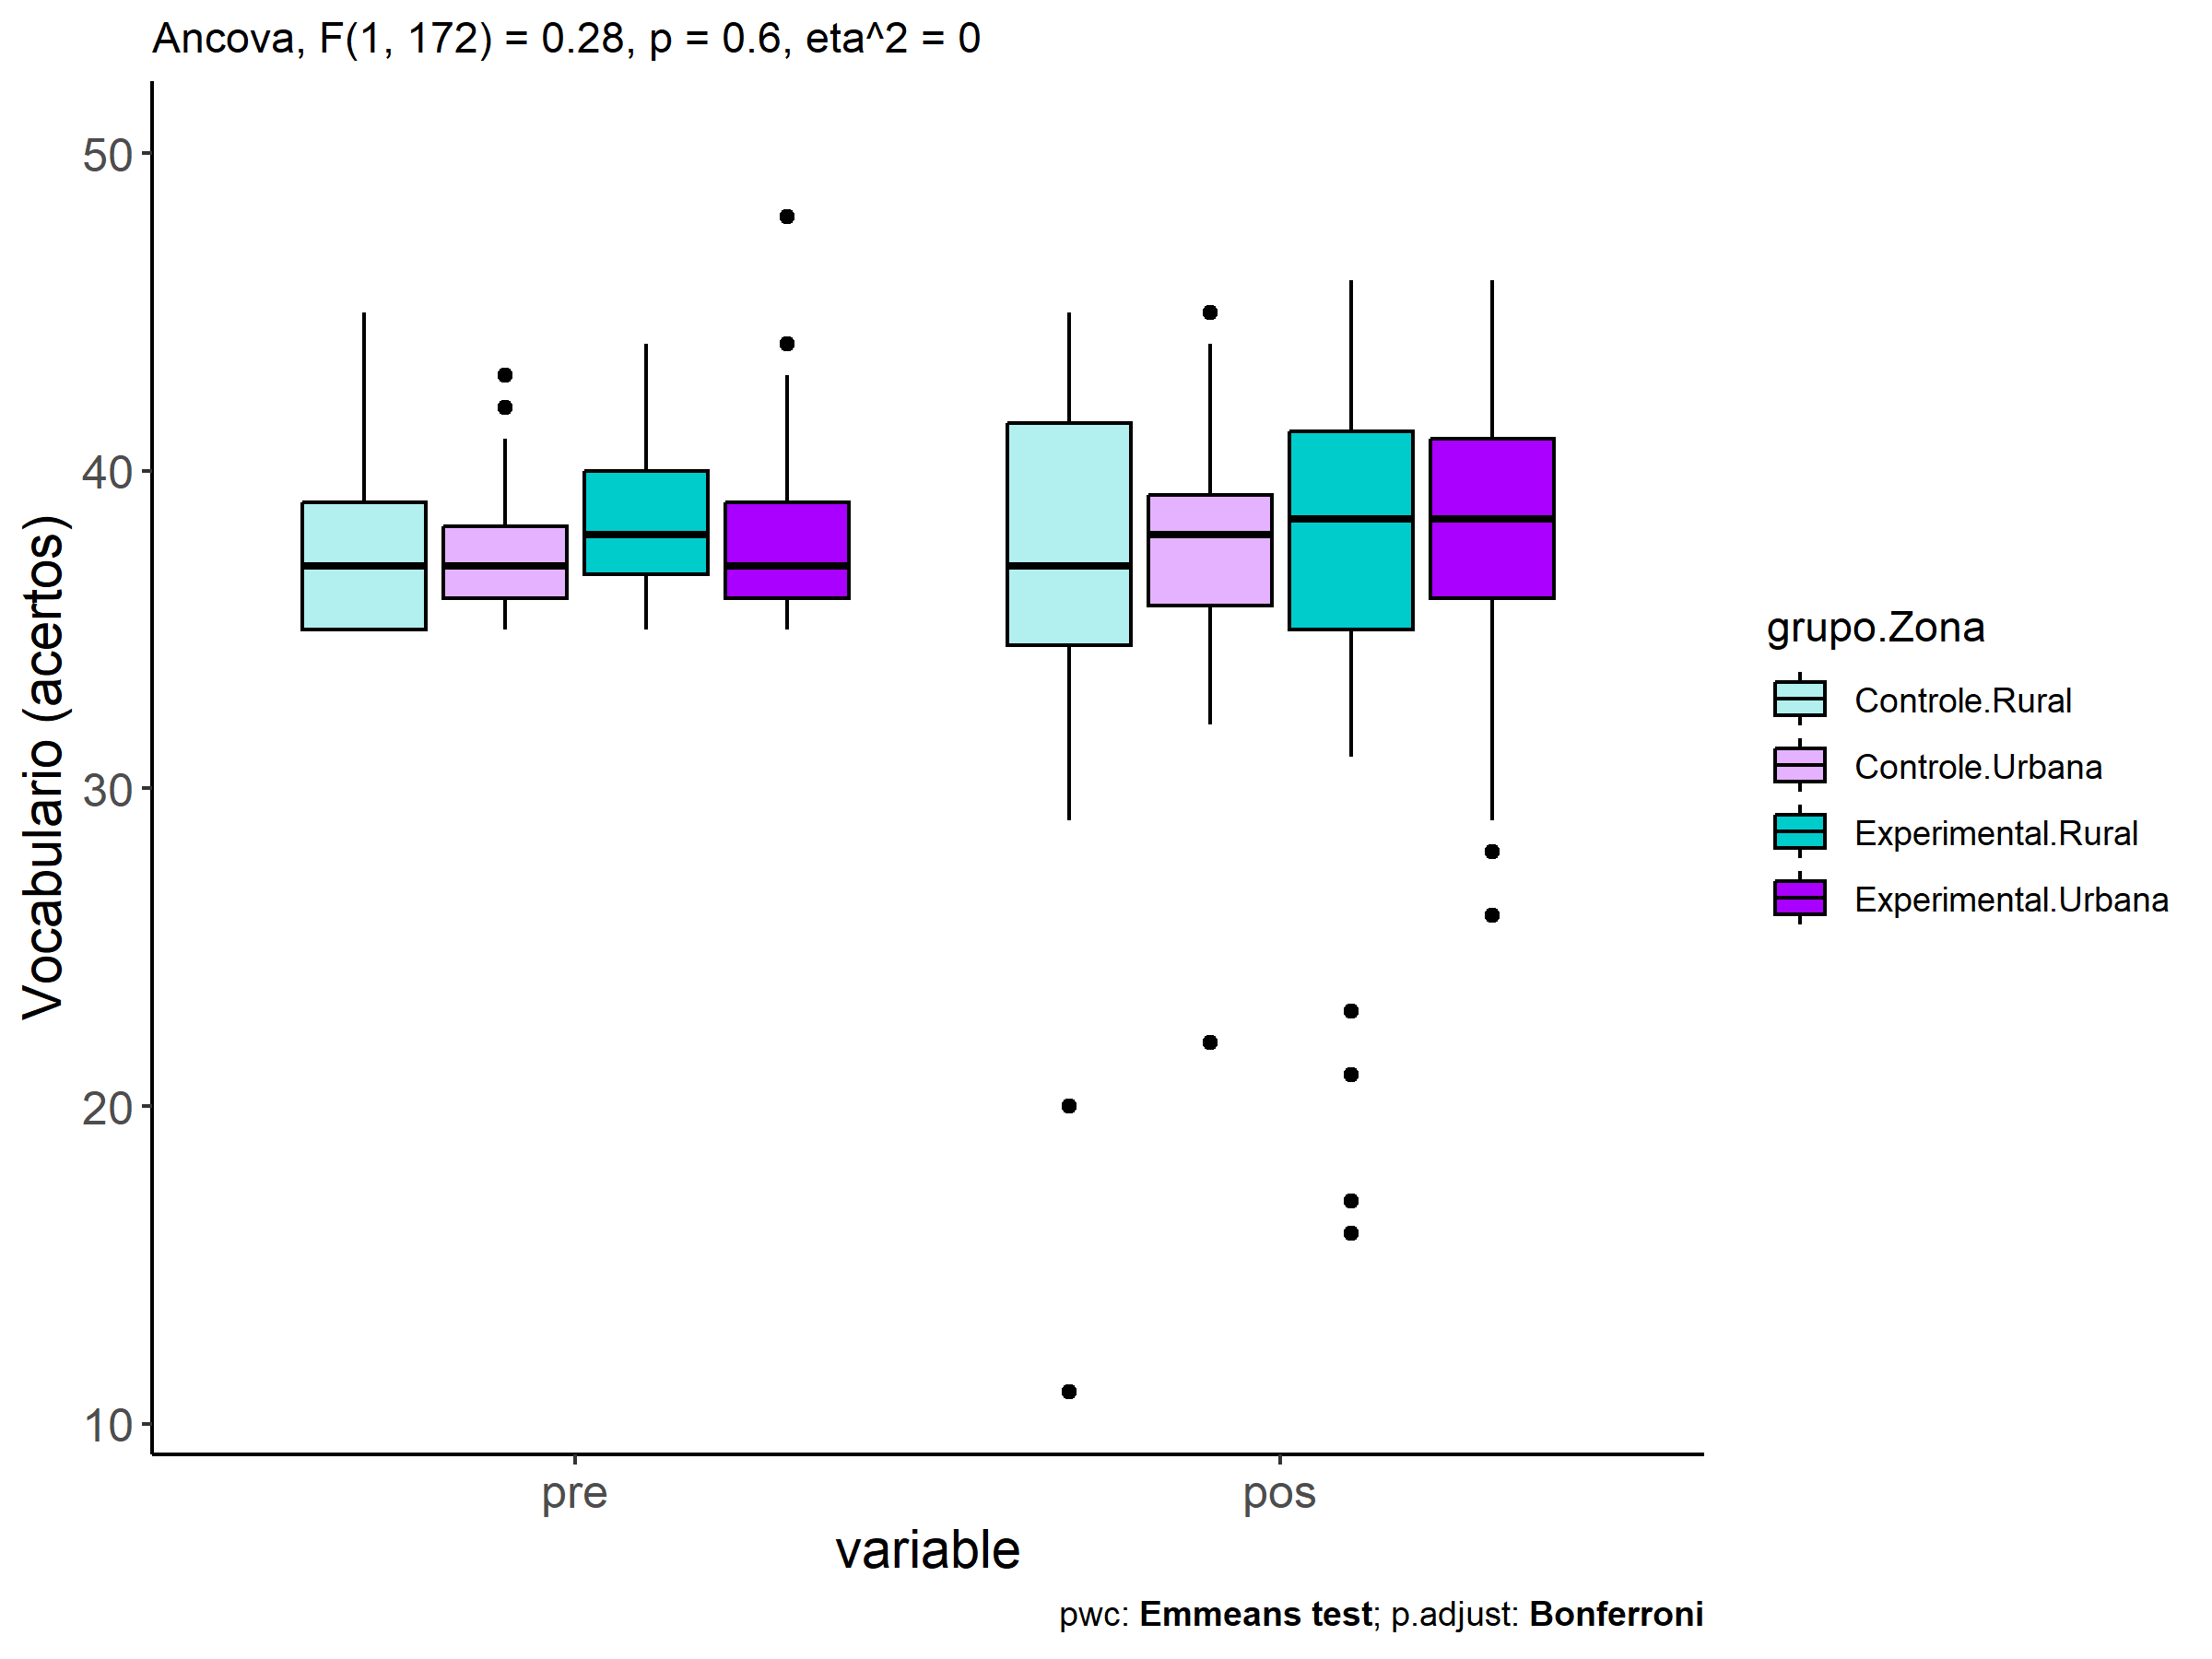 Ancova, F(1, 172) = 0.28, p = 0.6, eta^2 = 0
Vocabulario (acertos)
50
40
30
20
10
pre
pos
variable
grupo.Zona
Controle.Rural
Controle.Urbana
Experimental.Rural
Experimental.Urbana
pwc: Emmeans test; p.adjust: Bonferroni